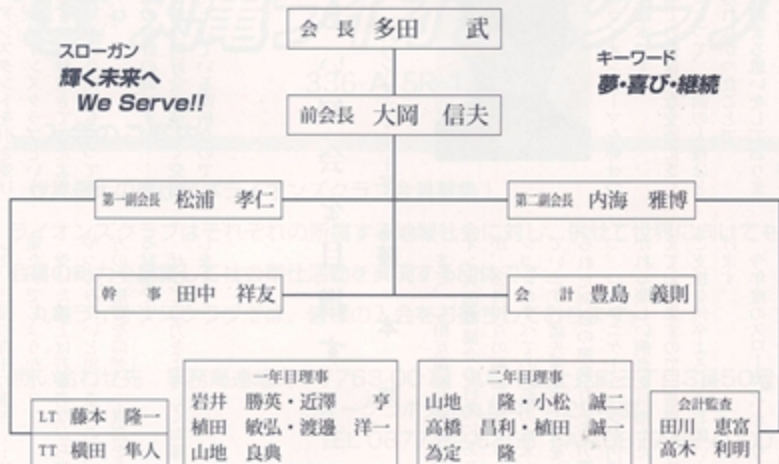 会 長 多田 武
スローガン
輝く未来へ
We Serve!!
キーワード
夢・喜び・継続
前会長 大岡 信夫
第一副会長 松浦 孝仁
第二副会長 内海 雅博
幹 事 田中 祥友
会 計 豊島 義則
LT 藤本 隆一
TT 横田 隼人
一年目理事
岩井 勝英・近澤 亨
植田 敏弘・渡邊 洋一
山地 良典
二年目理事
山地 隆・小松 誠二
高橋 昌利・植田 誠一
為定 隆
会計監査
田川 恵富
高木 利明